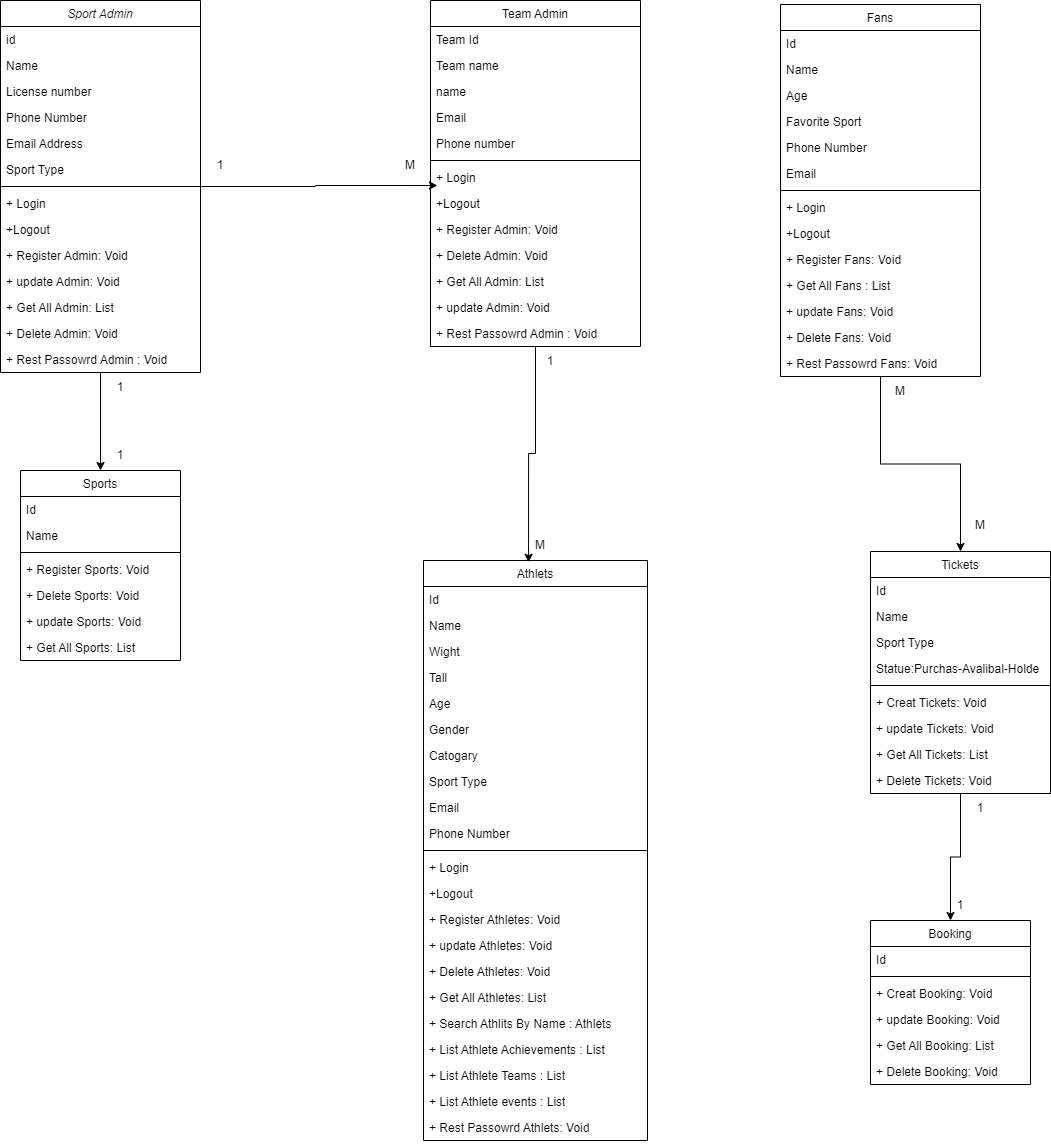 Sport Admin
id
Name
License number
Phone Number
Email Address
Sport Type
+ Login
+Logout
+ Register Admin: Void
+ update Admin: Void
+ Get All Admin: List
+ Delete Admin: Void
+ Rest Passowrd Admin : Void
1
M
Team Admin
Team Id
Team name
name
Email
Phone number
+ Login
+Logout
+ Register Admin: Void
+ Delete Admin: Void
+ Get All Admin: List
+ update Admin: Void
+ Rest Passowrd Admin : Void
Fans
Id
Name
Age
Favorite Sport
Phone Number
Email
+ Login
+Logout
+ Register Fans: Void
+ Get All Fans : List
+ update Fans: Void
+ Delete Fans: Void
+ Rest Passowrd Fans: Void
1
1
Sports
Id
Name
+ Register Sports: Void
+ Delete Sports: Void
+ update Sports: Void
+ Get All Sports: List
1
M
Athlets
Id
Name
Wight
Tall
Age
Gender
Catogary
Sport Type
Email
Phone Number
+ Login
+Logout
+ Register Athletes: Void
+ update Athletes: Void
+ Delete Athletes: Void
+ Get All Athletes: List
+ Search Athlits By Name : Athlets
+ List Athlete Achievements : List
+ List Athlete Teams : List
+ List Athlete events : List
+ Rest Passowrd Athlets: Void
M
M
Tickets
Id
Name
Sport Type
Statue:Purchas-Avalibal-Holde
+ Creat Tickets: Void
+ update Tickets: Void
+ Get All Tickets: List
+ Delete Tickets: Void
1
1
Booking
Id
+ Creat Booking: Void
+ update Booking: Void
+ Get All Booking: List
+ Delete Booking: Void